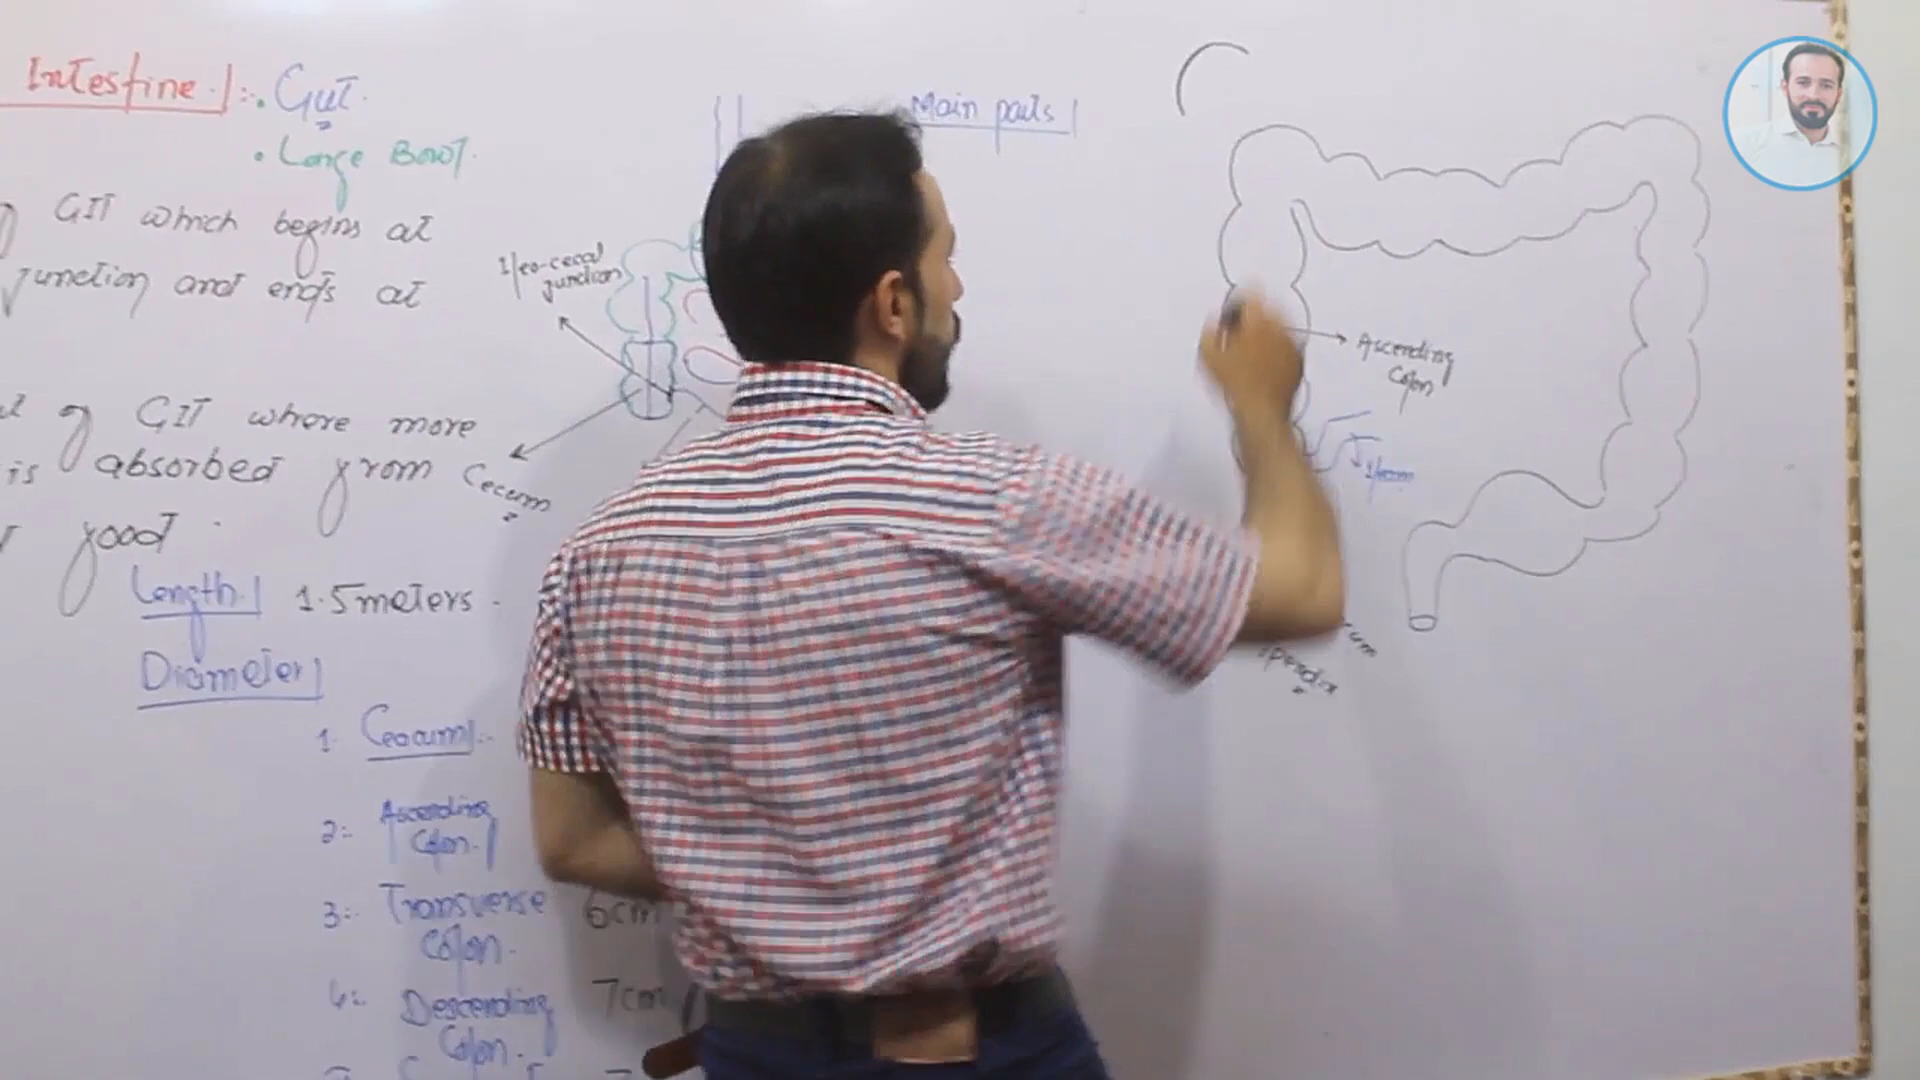 Intestine :- • Gut.
• Large Bowl.
GIT which begins at
junction and ends at
of GIT where more
is absorbed from
food.
Length 1.5 meters.
Diameter
1. Ceacum :-
2:- Ascending
Colon.
3:- Transverse 6cm
Colon.
4:- Descending 7cm
Colon.
Ileo-cecal
junction
Cecum
Main parts
Ascending
Colon
Ileum